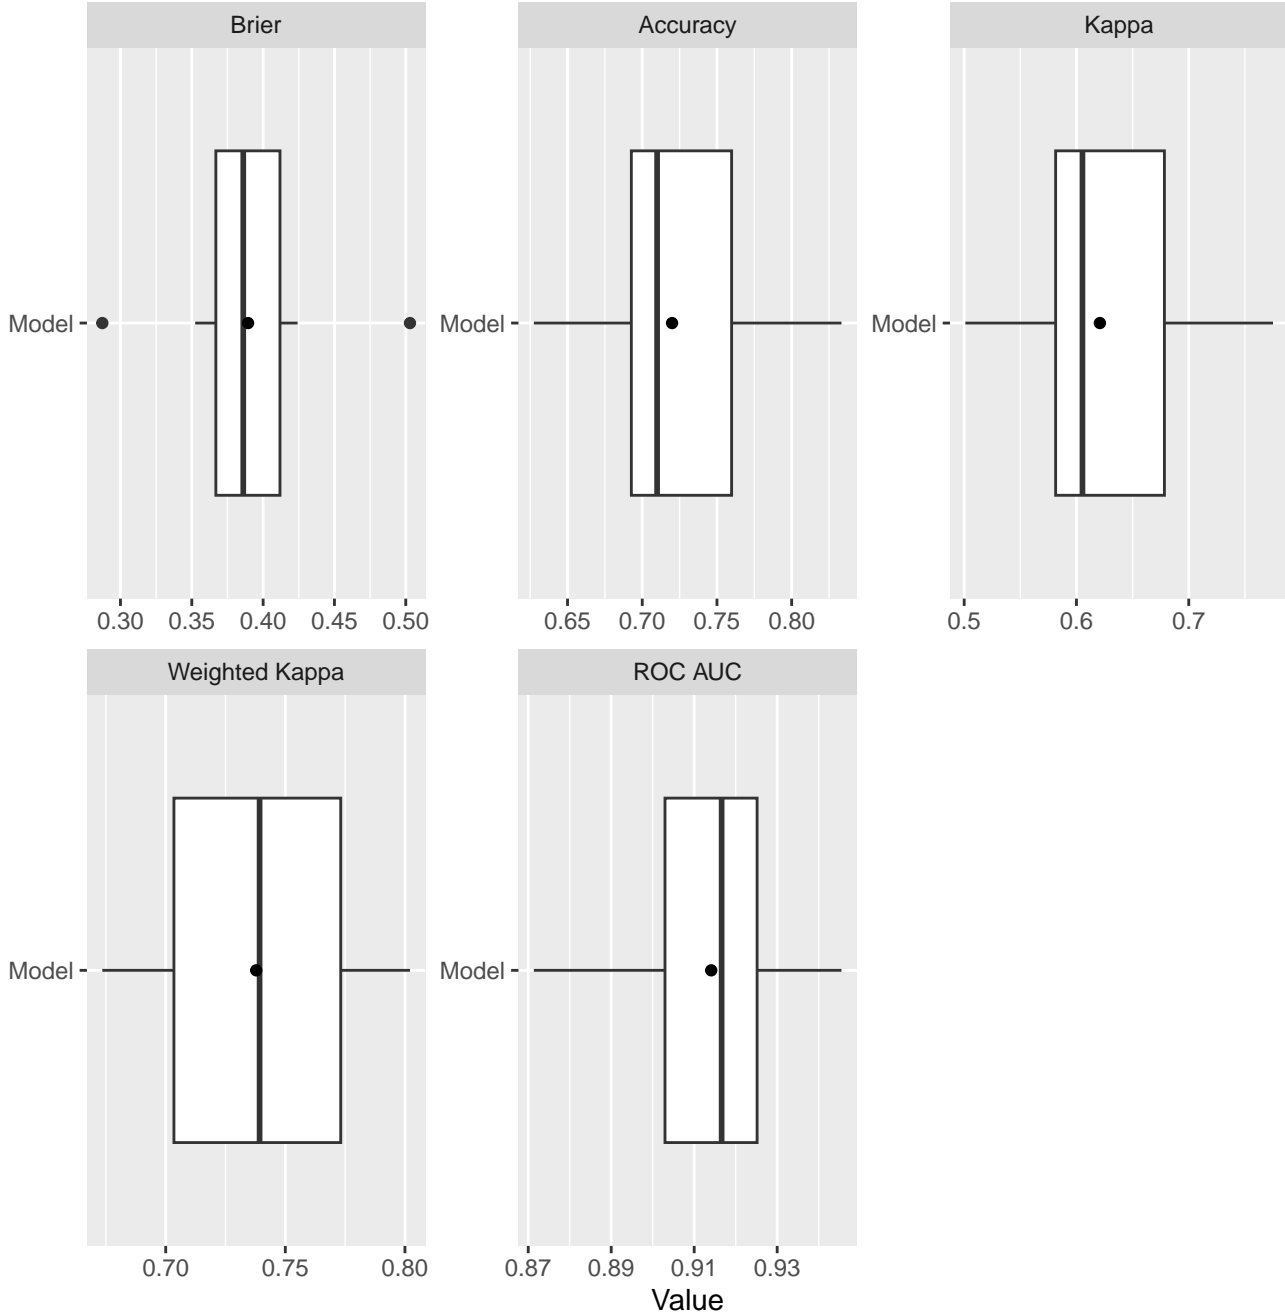 Brier
Accuracy
Kappa
Model
Model
Model
0.30 0.35 0.40 0.45 0.50
0.65 0.70 0.75 0.80
0.5 0.6 0.7
Weighted Kappa
ROC AUC
Model
Model
0.70 0.75 0.80
0.87 0.89 0.91 0.93
Value